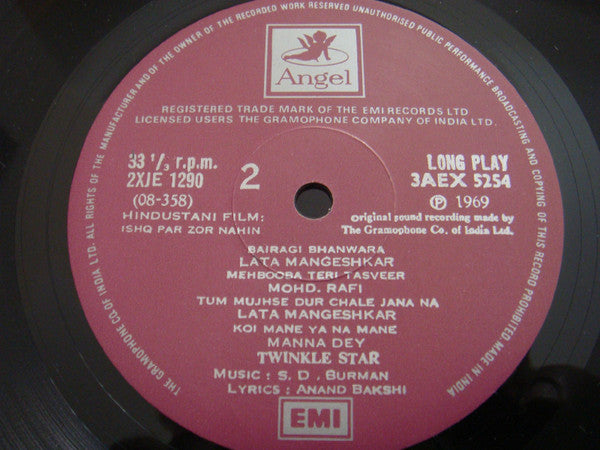 THE GRAMOPHONE CO. OF INDIA LTD. ALL RIGHTS OF THE MANUFACTURER AND OF THE OWNER OF THE RECORDED WORK RESERVED UNAUTHORISED PUBLIC PERFORMANCE BROADCASTING AND COPYING OF THIS RECORD PROHIBITED MADE IN INDIA
Angel
REGISTERED TRADE MARK OF THE EMI RECORDS LTD
LICENSED USERS THE GRAMOPHONE COMPANY OF INDIA LTD.
33 1/3 r.p.m. LONG PLAY
2XJE 1290 2 3AEX 5254
(08-358) ℗ 1969
HINDUSTANI FILM: original sound recording made by
ISHQ PAR ZOR NAHIN The Gramophone Co. of India Ltd.
BAIRAGI BHANWARA
LATA MANGESHKAR
MEHBOOBA TERI TASVEER
MOHD. RAFI
TUM MUJHSE DUR CHALE JANA NA
LATA MANGESHKAR
KOI MANE YA NA MANE
MANNA DEY
TWINKLE STAR
MUSIC : S. D. BURMAN
LYRICS : ANAND BAKSHI
EMI